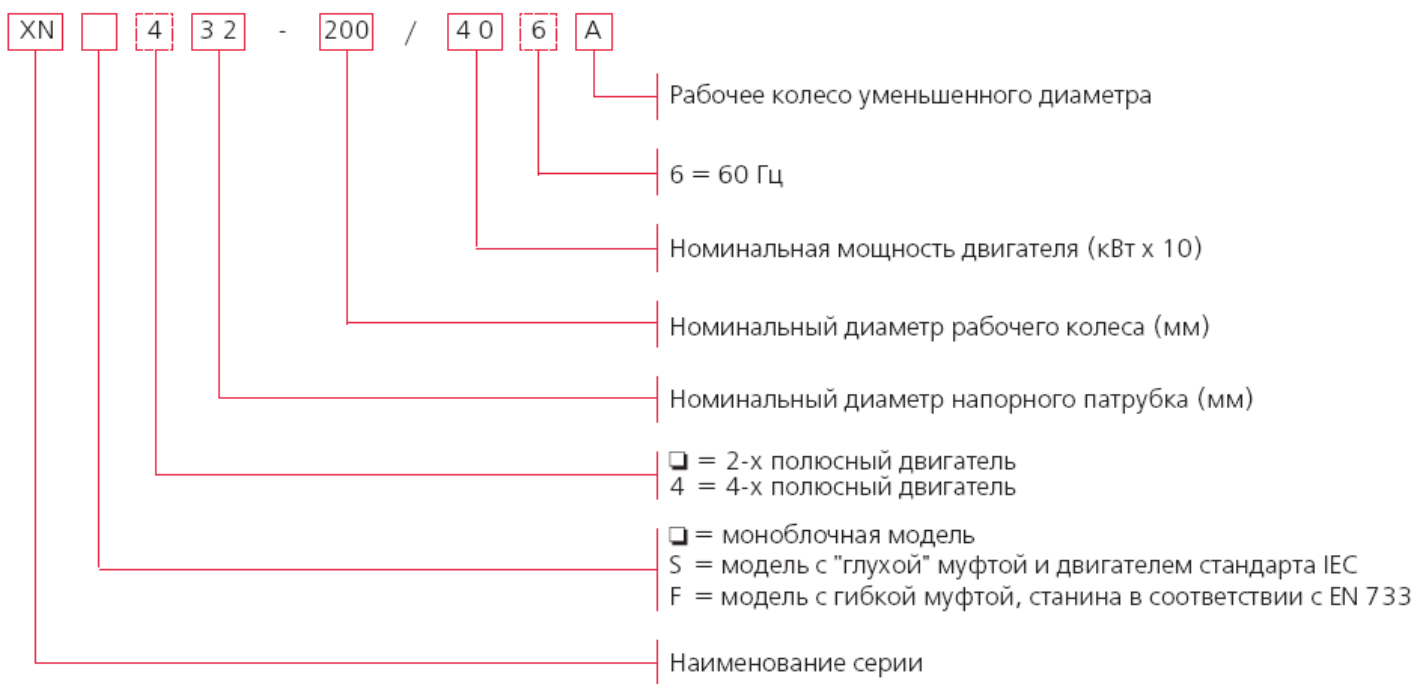 XN 4 3 2 - 200 / 4 0 6 A
Рабочее колесо уменьшенного диаметра
6 = 60 Гц
Номинальная мощность двигателя (кВт x 10)
Номинальный диаметр рабочего колеса (мм)
Номинальный диаметр напорного патрубка (мм)
❏ = 2-х полюсный двигатель
4 = 4-х полюсный двигатель
❏ = моноблочная модель
S = модель с "глухой" муфтой и двигателем стандарта IEC
F = модель с гибкой муфтой, станина в соответствии с EN 733
Наименование серии